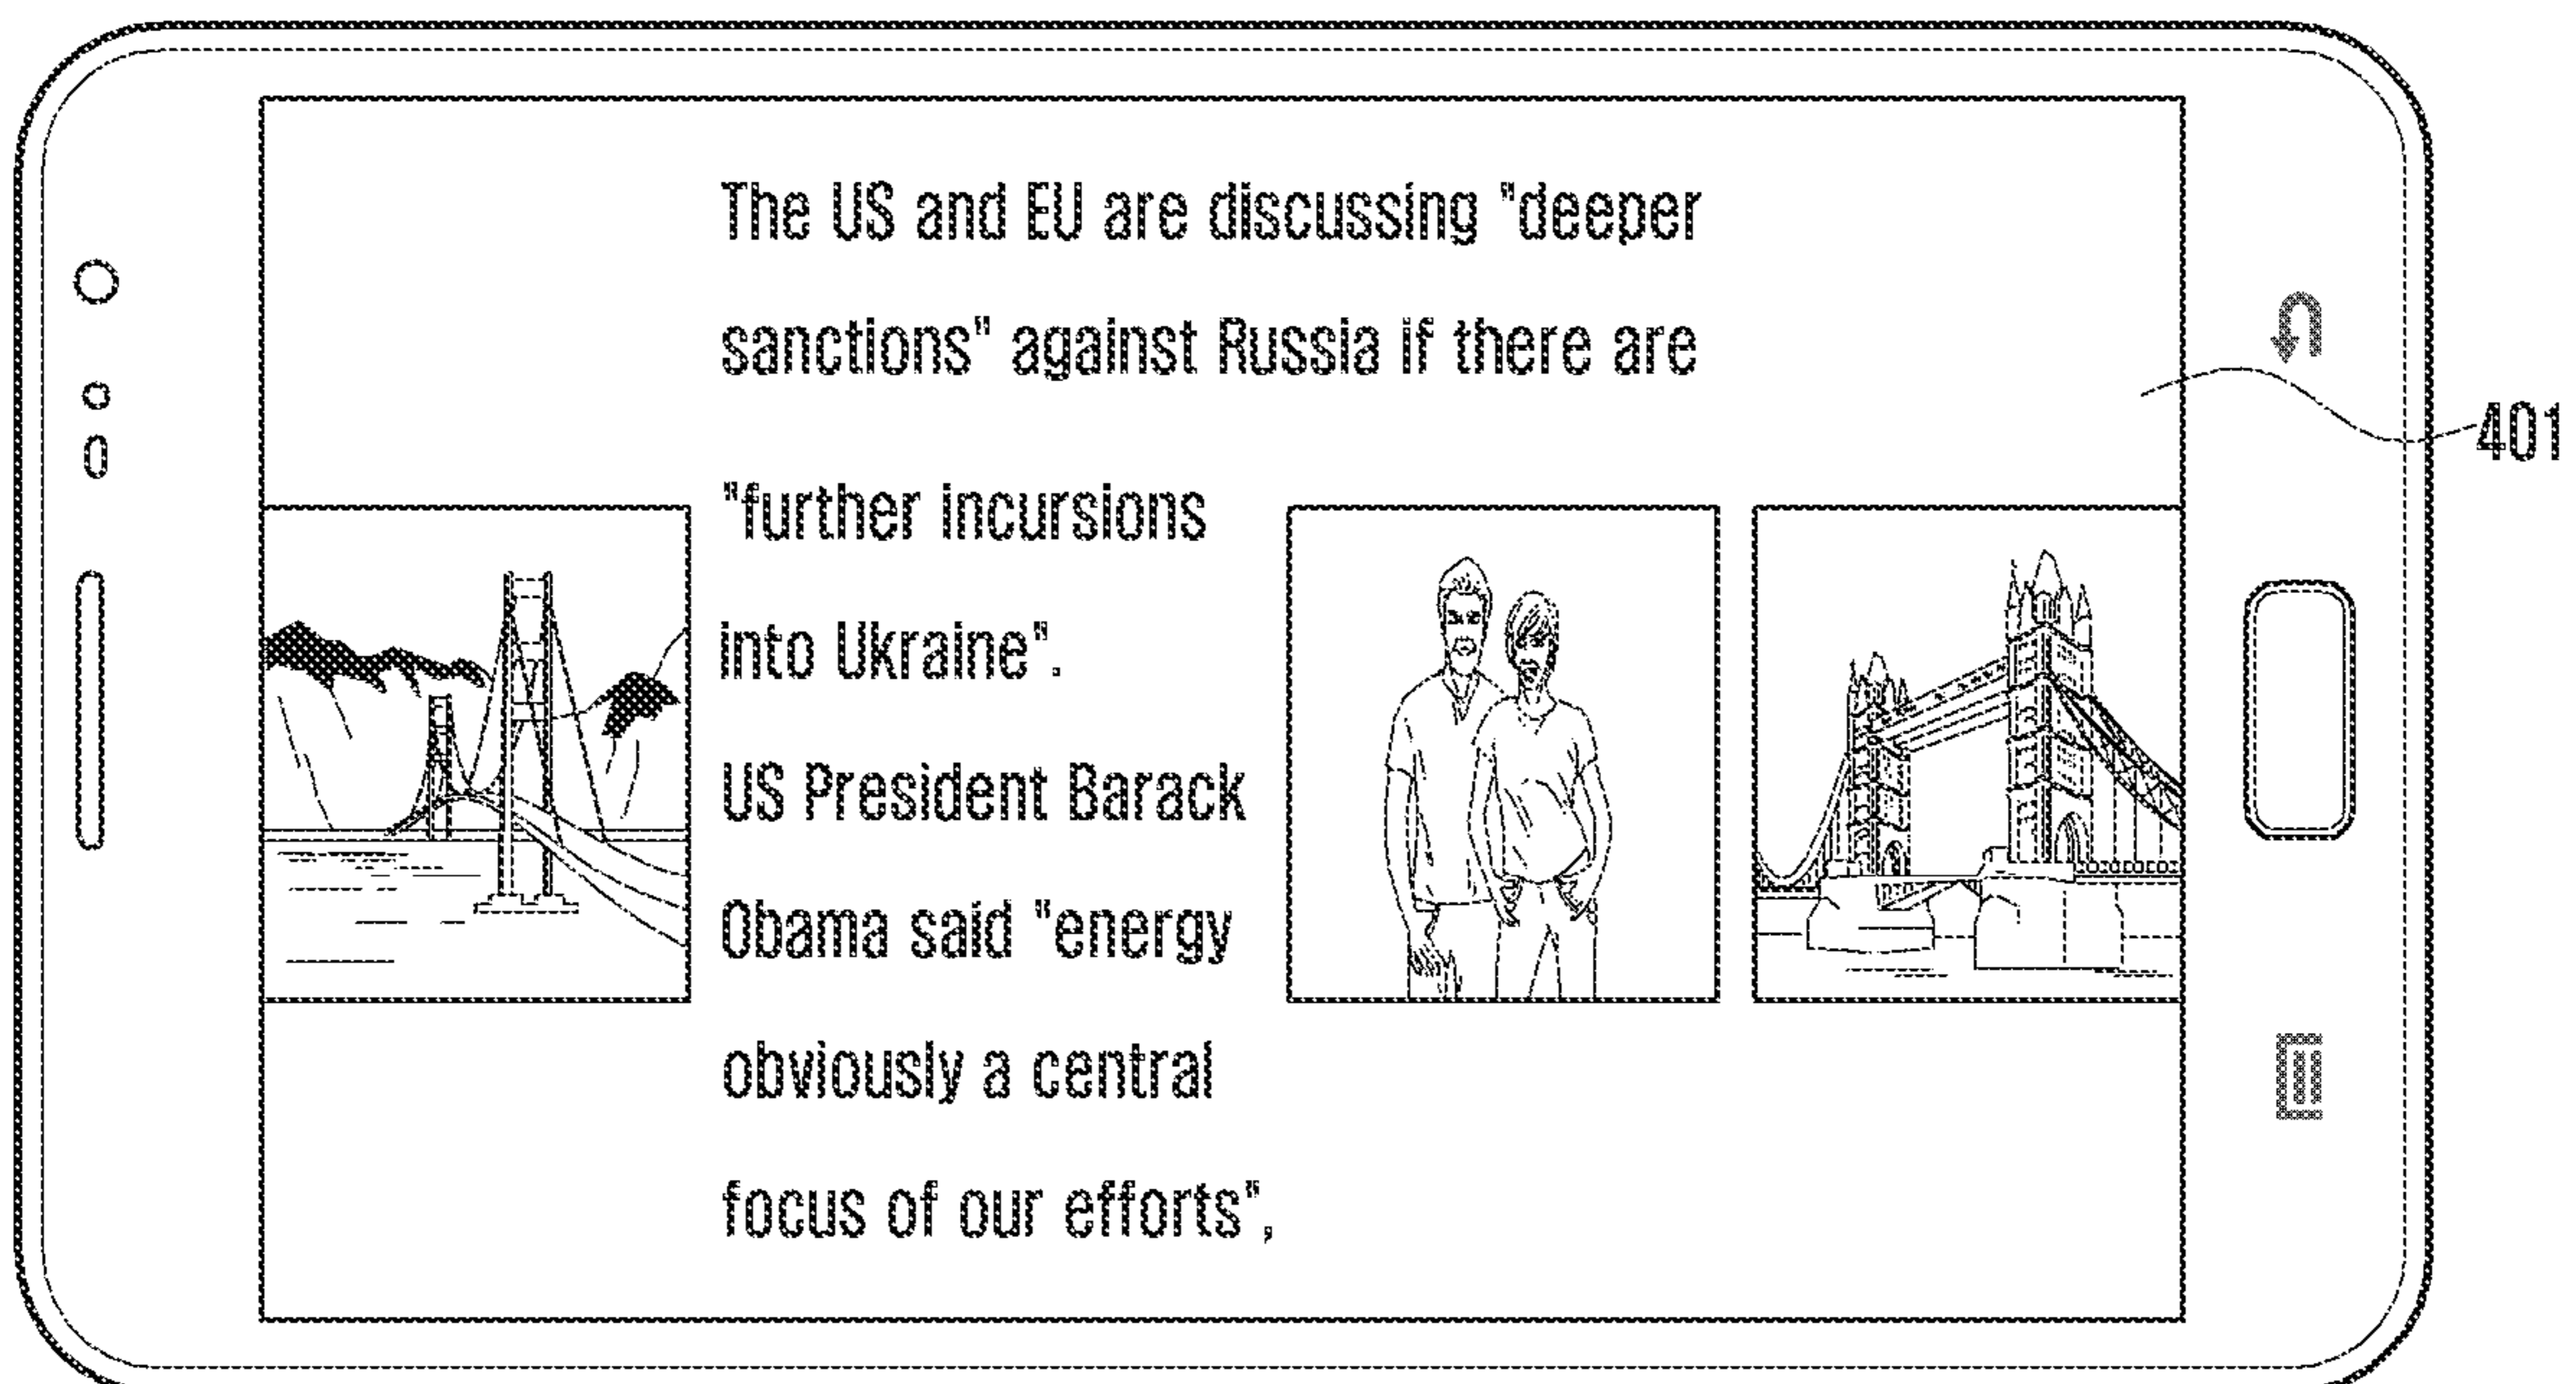 The US and EU are discussing "deeper
sanctions" against Russia if there are
401
"further incursions
into Ukraine".
US President Barack
Obama said "energy
obviously a central
focus of our efforts",